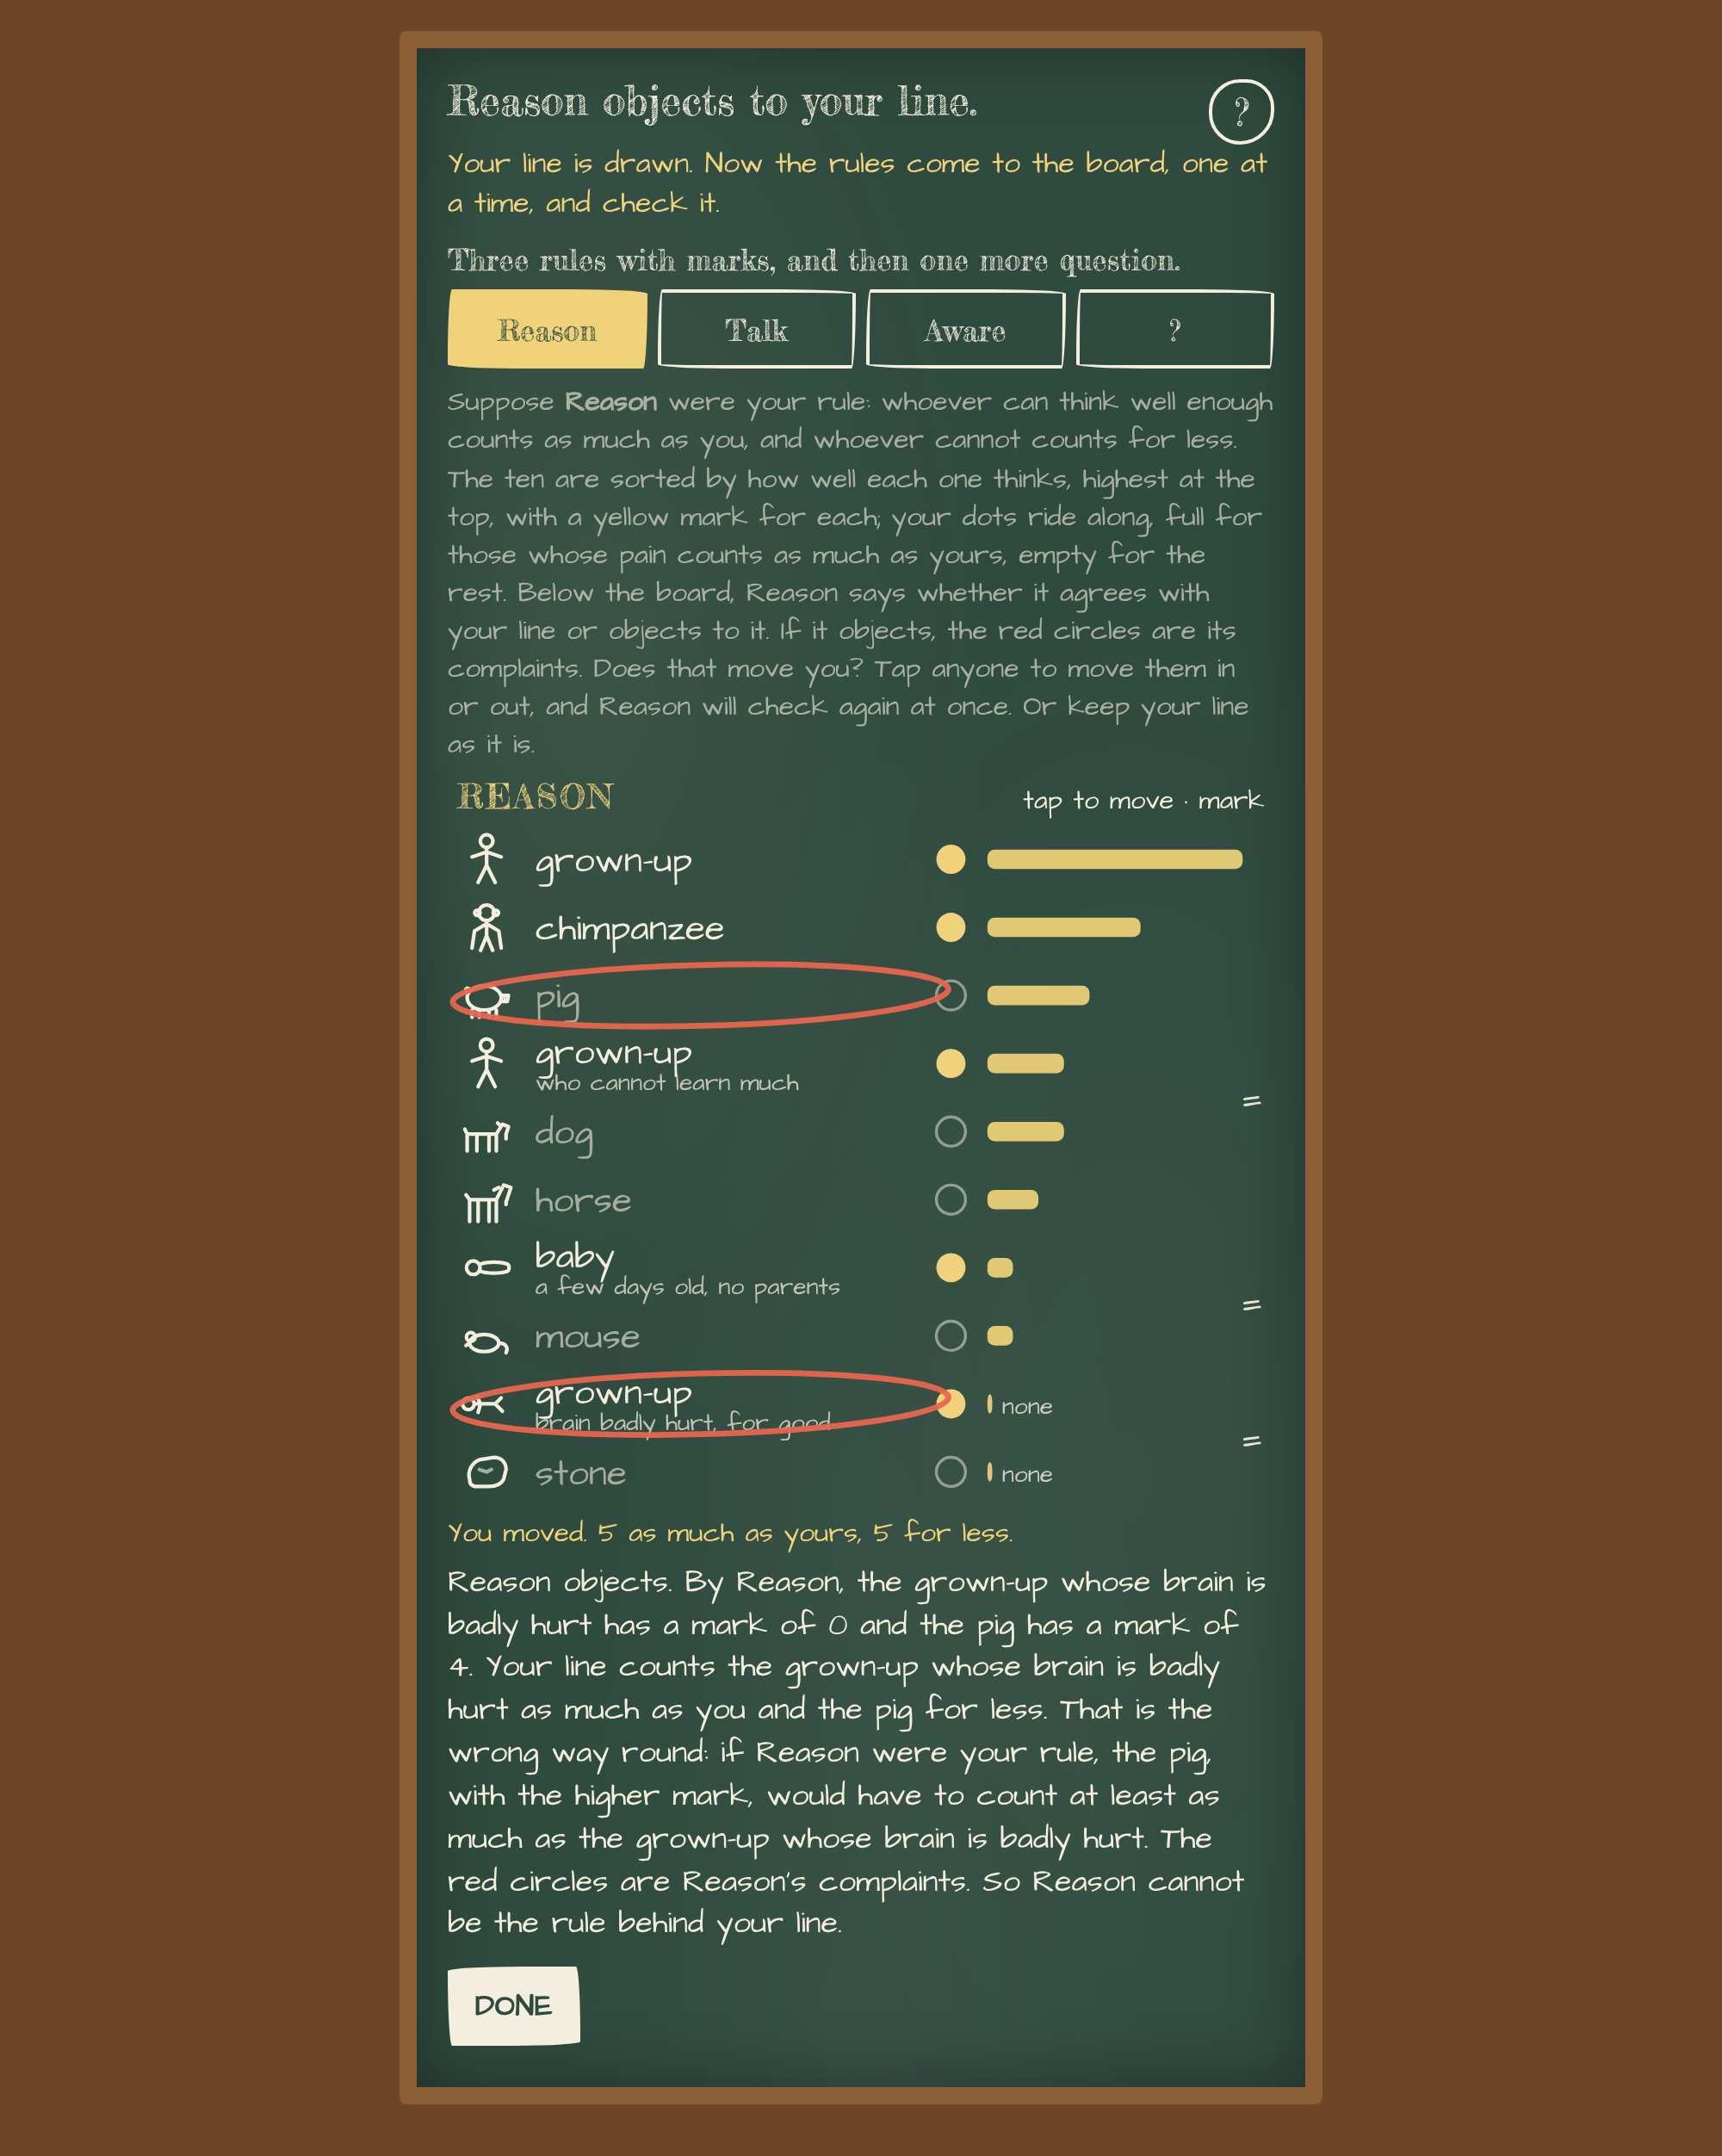 Reason objects to your line.
?
Your line is drawn. Now the rules come to the board, one at
a time, and check it.
Three rules with marks, and then one more question.
Reason
Talk
Aware
?
Suppose Reason were your rule: whoever can think well enough
counts as much as you, and whoever cannot counts for less.
The ten are sorted by how well each one thinks, highest at the
top, with a yellow mark for each; your dots ride along, full for
those whose pain counts as much as yours, empty for the
rest. Below the board, Reason says whether it agrees with
your line or objects to it. If it objects, the red circles are its
complaints. Does that move you? Tap anyone to move them in
or out, and Reason will check again at once. Or keep your line
as it is.
REASON
tap to move · mark
grown-up
chimpanzee
pig
grown-up
who cannot learn much
=
dog
horse
baby
a few days old, no parents
=
mouse
grown-up
brain badly hurt, for good
none
=
stone
none
You moved. 5 as much as yours, 5 for less.
Reason objects. By Reason, the grown-up whose brain is
badly hurt has a mark of 0 and the pig has a mark of
4. Your line counts the grown-up whose brain is badly
hurt as much as you and the pig for less. That is the
wrong way round: if Reason were your rule, the pig,
with the higher mark, would have to count at least as
much as the grown-up whose brain is badly hurt. The
red circles are Reason's complaints. So Reason cannot
be the rule behind your line.
DONE